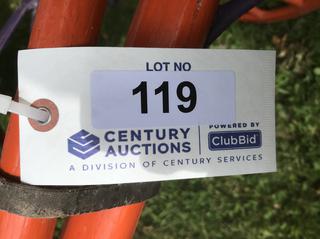 LOT NO
119
CENTURY
AUCTIONS
POWERED BY
ClubBid
A DIVISION OF CENTURY SERVICES